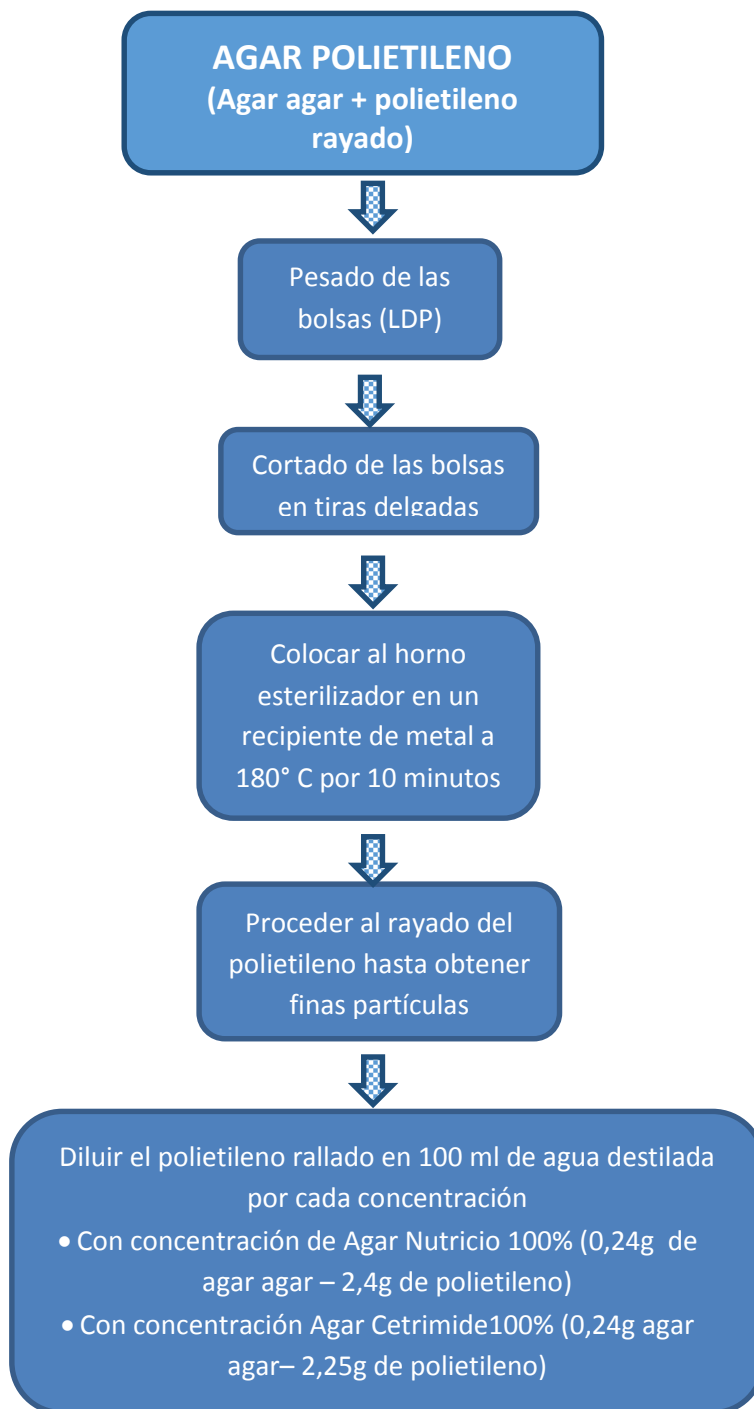 AGAR POLIETILENO
(Agar agar + polietileno
rayado)
Pesado de las
bolsas (LDP)
Cortado de las bolsas
en tiras delgadas
Colocar al horno
esterilizador en un
recipiente de metal a
180° C por 10 minutos
Proceder al rayado del
polietileno hasta obtener
finas partículas
Diluir el polietileno rallado en 100 ml de agua destilada
por cada concentración
• Con concentración de Agar Nutricio 100% (0,24g de
agar agar – 2,4g de polietileno)
• Con concentración Agar Cetrimide100% (0,24g agar
agar– 2,25g de polietileno)